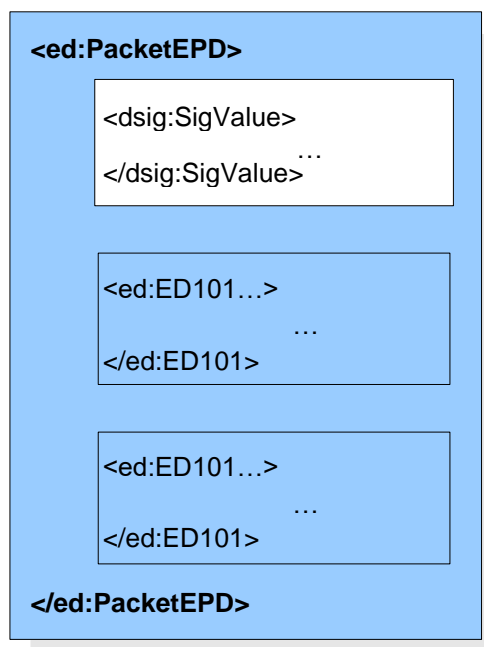 <ed:PacketEPD>
<dsig:SigValue>
…
</dsig:SigValue>
<ed:ED101…>
…
</ed:ED101>
<ed:ED101…>
…
</ed:ED101>
</ed:PacketEPD>